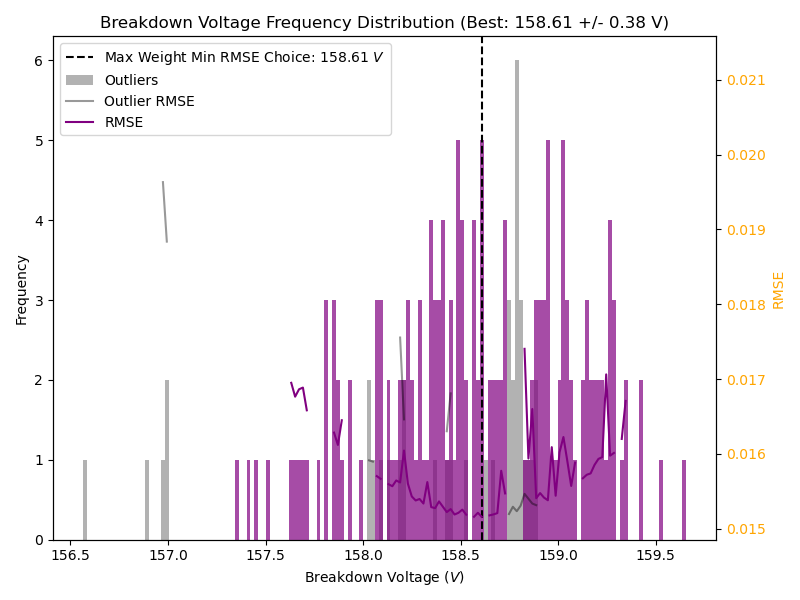 Breakdown Voltage Frequency Distribution (Best: 158.61 +/- 0.38 V)
Max Weight Min RMSE Choice: 158.61 V
Outliers
Outlier RMSE
RMSE
Frequency
6
5
4
3
2
1
0
0.021
0.020
0.019
0.018
0.017
0.016
0.015
RMSE
156.5 157.0 157.5 158.0 158.5 159.0 159.5
Breakdown Voltage (V)